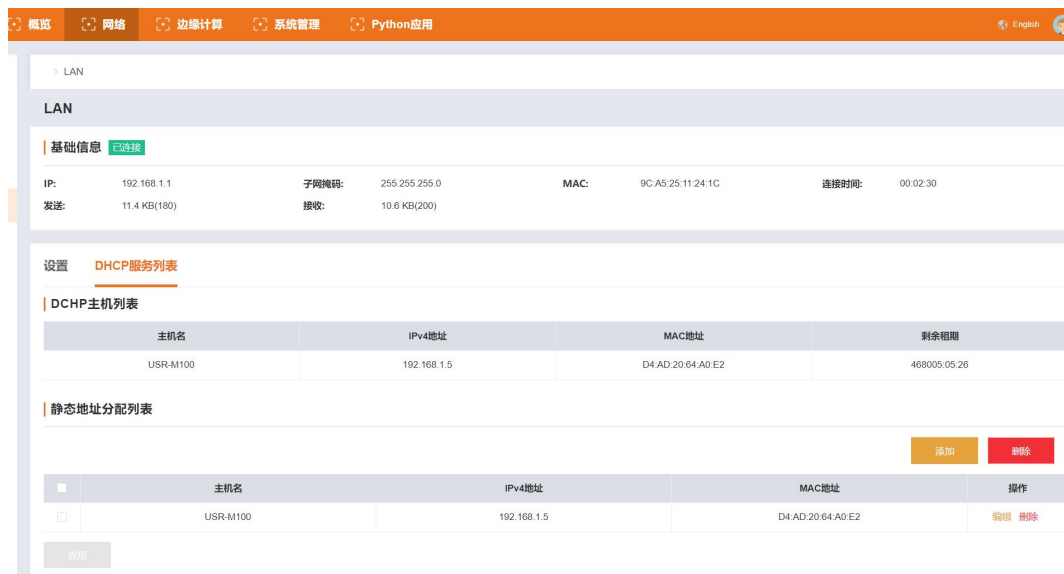 概览 网络 边缘计算 系统管理 Python应用 English
> LAN
LAN
基础信息 已连接
IP: 192.168.1.1 子网掩码: 255.255.255.0 MAC: 9C:A5:25:11:24:1C 连接时间: 00:02:30
发送: 11.4 KB(180) 接收: 10.6 KB(200)
设置 DHCP服务列表
DCHP主机列表
主机名 IPv4地址 MAC地址 剩余租期
USR-M100 192.168.1.5 D4:AD:20:64:A0:E2 468005:05:26
静态地址分配列表
添加 删除
主机名 IPv4地址 MAC地址 操作
USR-M100 192.168.1.5 D4:AD:20:64:A0:E2 编辑 删除
应用